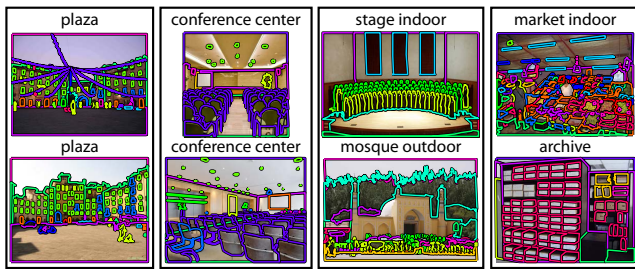 plaza
conference center
stage indoor
market indoor
plaza
conference center
mosque outdoor
archive